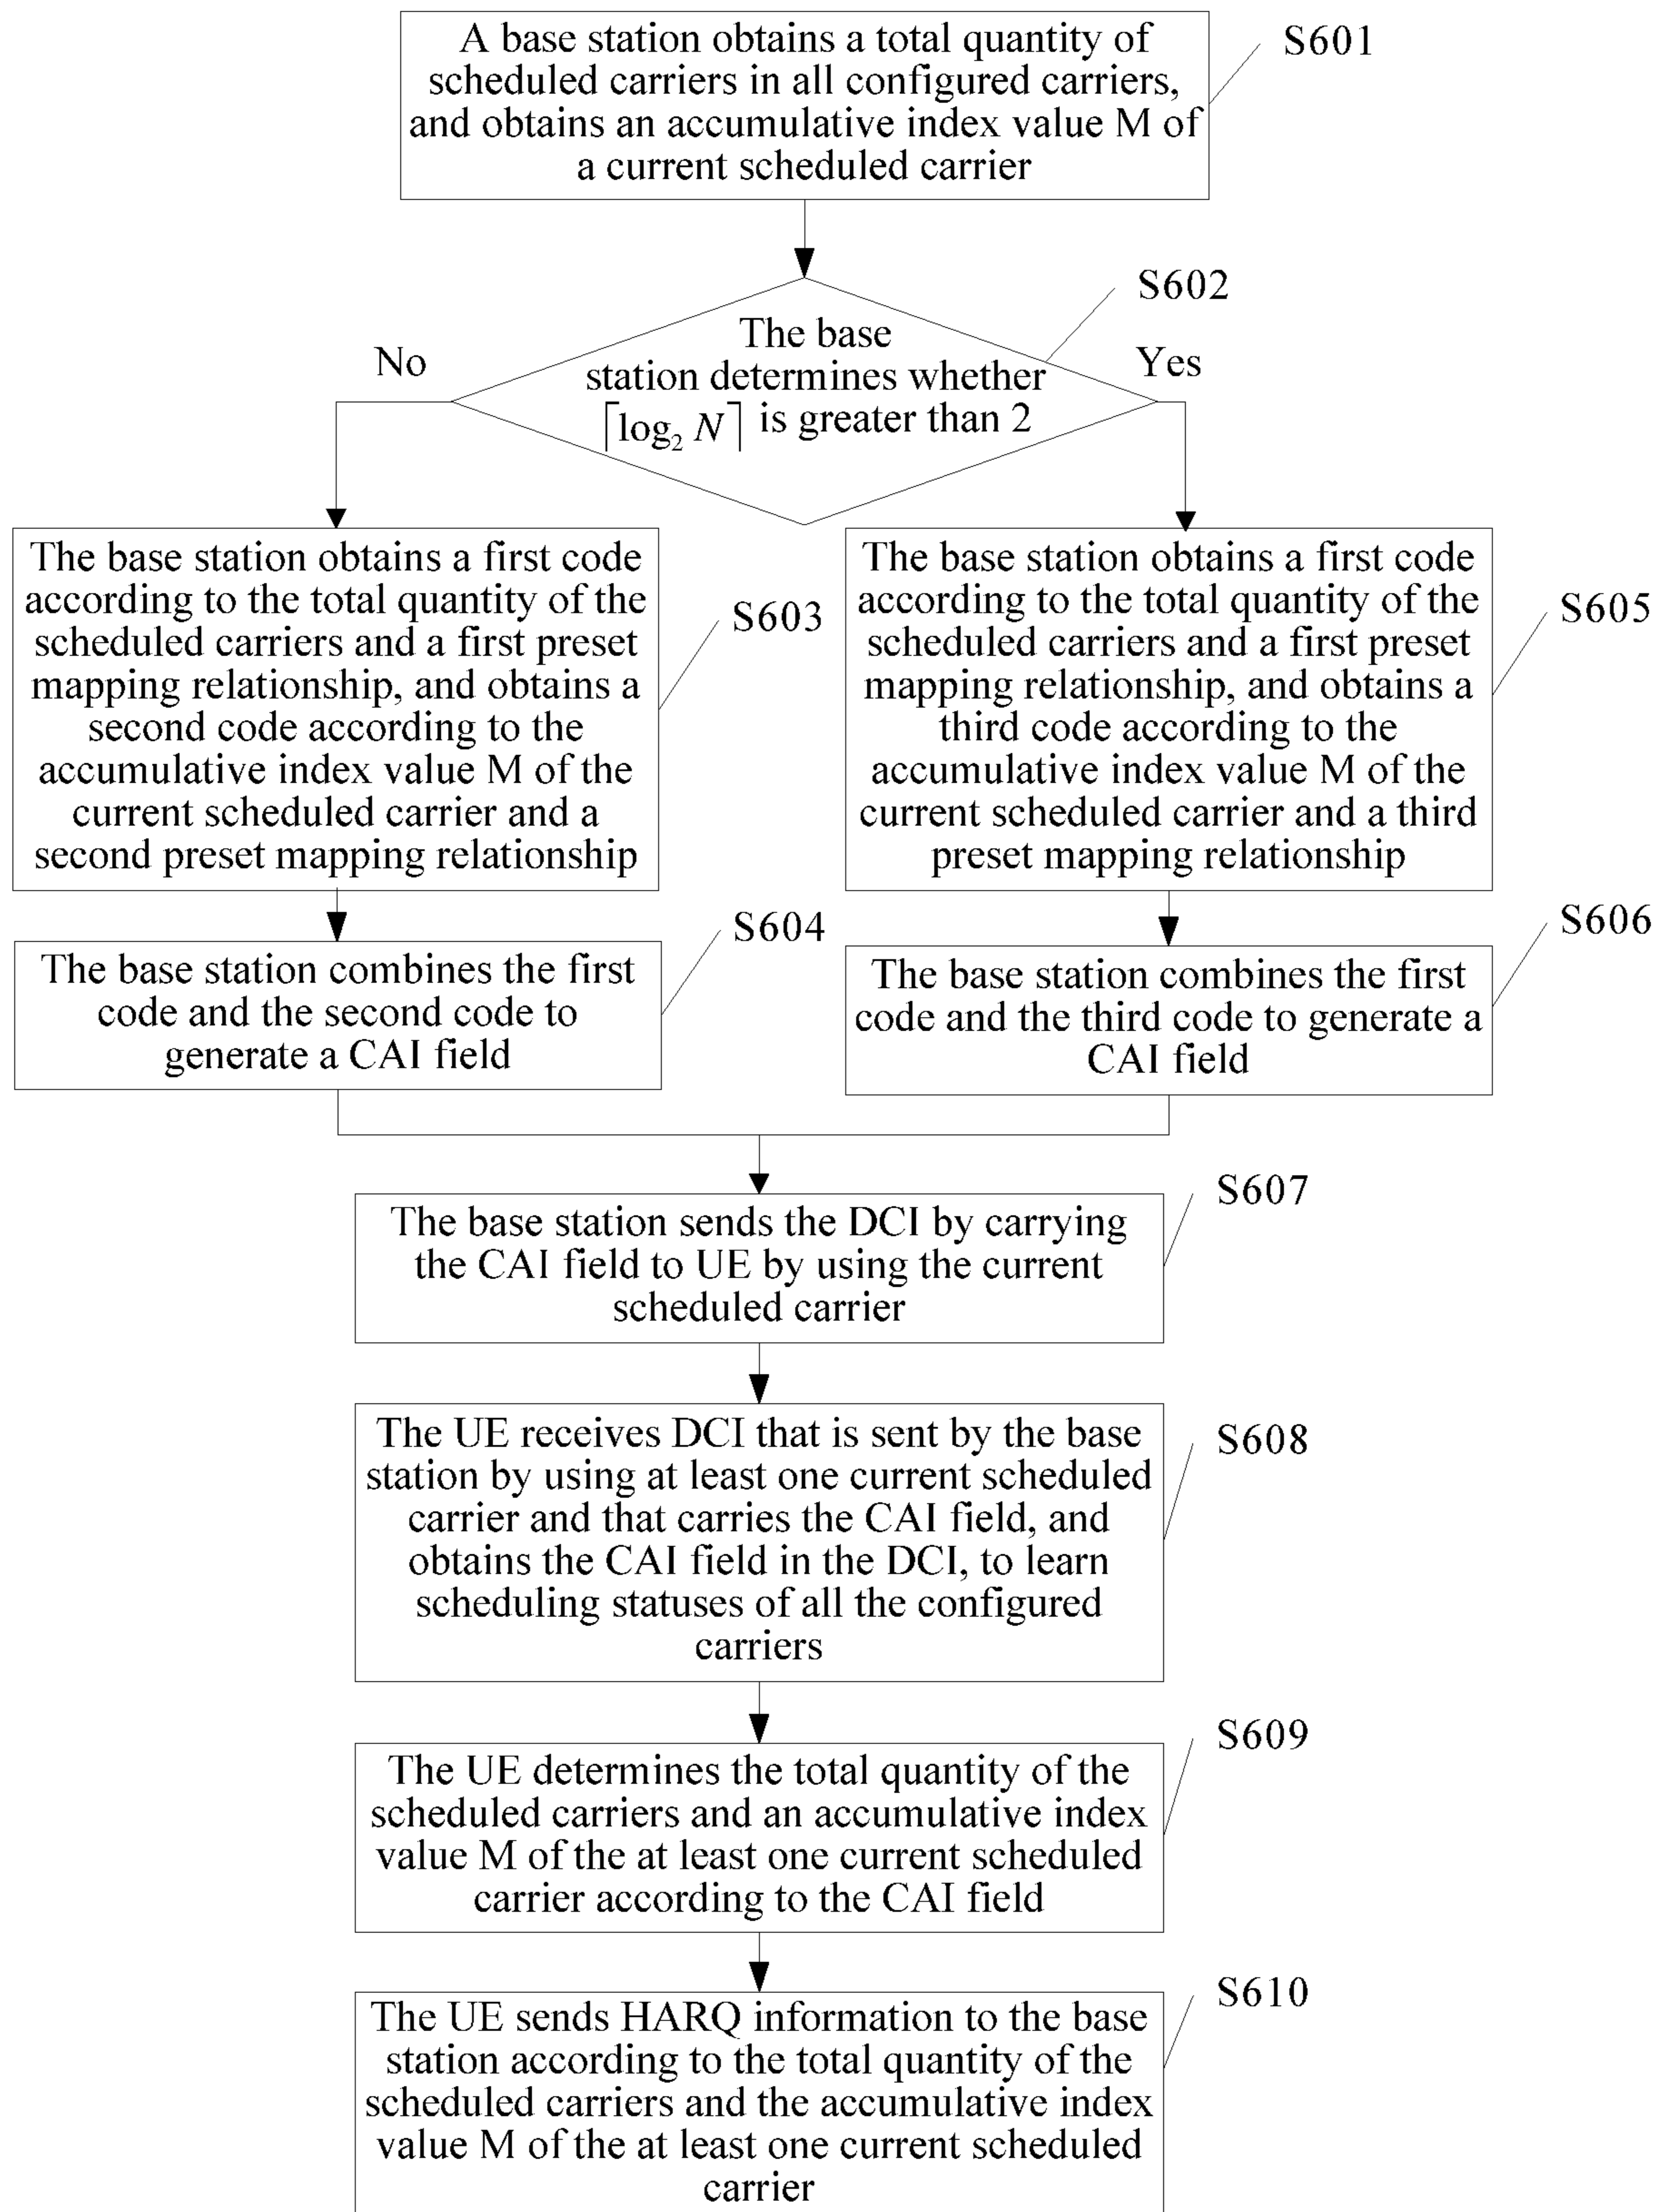 A base station obtains a total quantity of
scheduled carriers in all configured carriers,
and obtains an accumulative index value M of
a current scheduled carrier
S601
The base
station determines whether
⌈log₂ N⌉ is greater than 2
S602
No
Yes
The base station obtains a first code
according to the total quantity of the
scheduled carriers and a first preset
mapping relationship, and obtains a
second code according to the
accumulative index value M of the
current scheduled carrier and a
second preset mapping relationship
S603
The base station obtains a first code
according to the total quantity of the
scheduled carriers and a first preset
mapping relationship, and obtains a
third code according to the
accumulative index value M of the
current scheduled carrier and a third
preset mapping relationship
S605
The base station combines the first
code and the second code to
generate a CAI field
S604
The base station combines the first
code and the third code to generate a
CAI field
S606
The base station sends the DCI by carrying
the CAI field to UE by using the current
scheduled carrier
S607
The UE receives DCI that is sent by the base
station by using at least one current scheduled
carrier and that carries the CAI field, and
obtains the CAI field in the DCI, to learn
scheduling statuses of all the configured
carriers
S608
The UE determines the total quantity of the
scheduled carriers and an accumulative index
value M of the at least one current scheduled
carrier according to the CAI field
S609
The UE sends HARQ information to the base
station according to the total quantity of the
scheduled carriers and the accumulative index
value M of the at least one current scheduled
carrier
S610